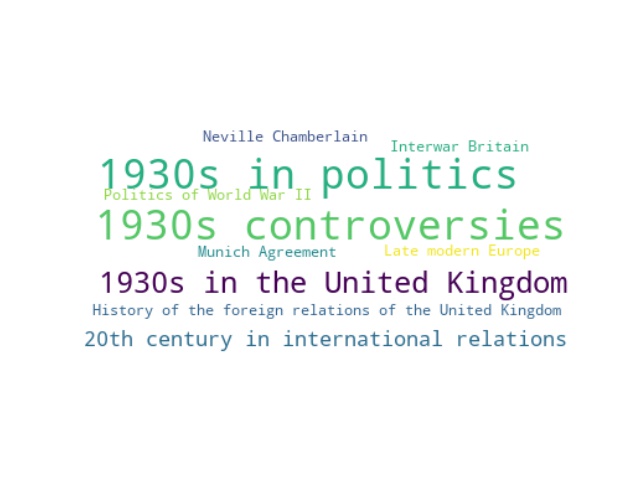 Neville Chamberlain
Interwar Britain
1930s in politics
Politics of World War II
1930s controversies
Munich Agreement
Late modern Europe
1930s in the United Kingdom
History of the foreign relations of the United Kingdom
20th century in international relations